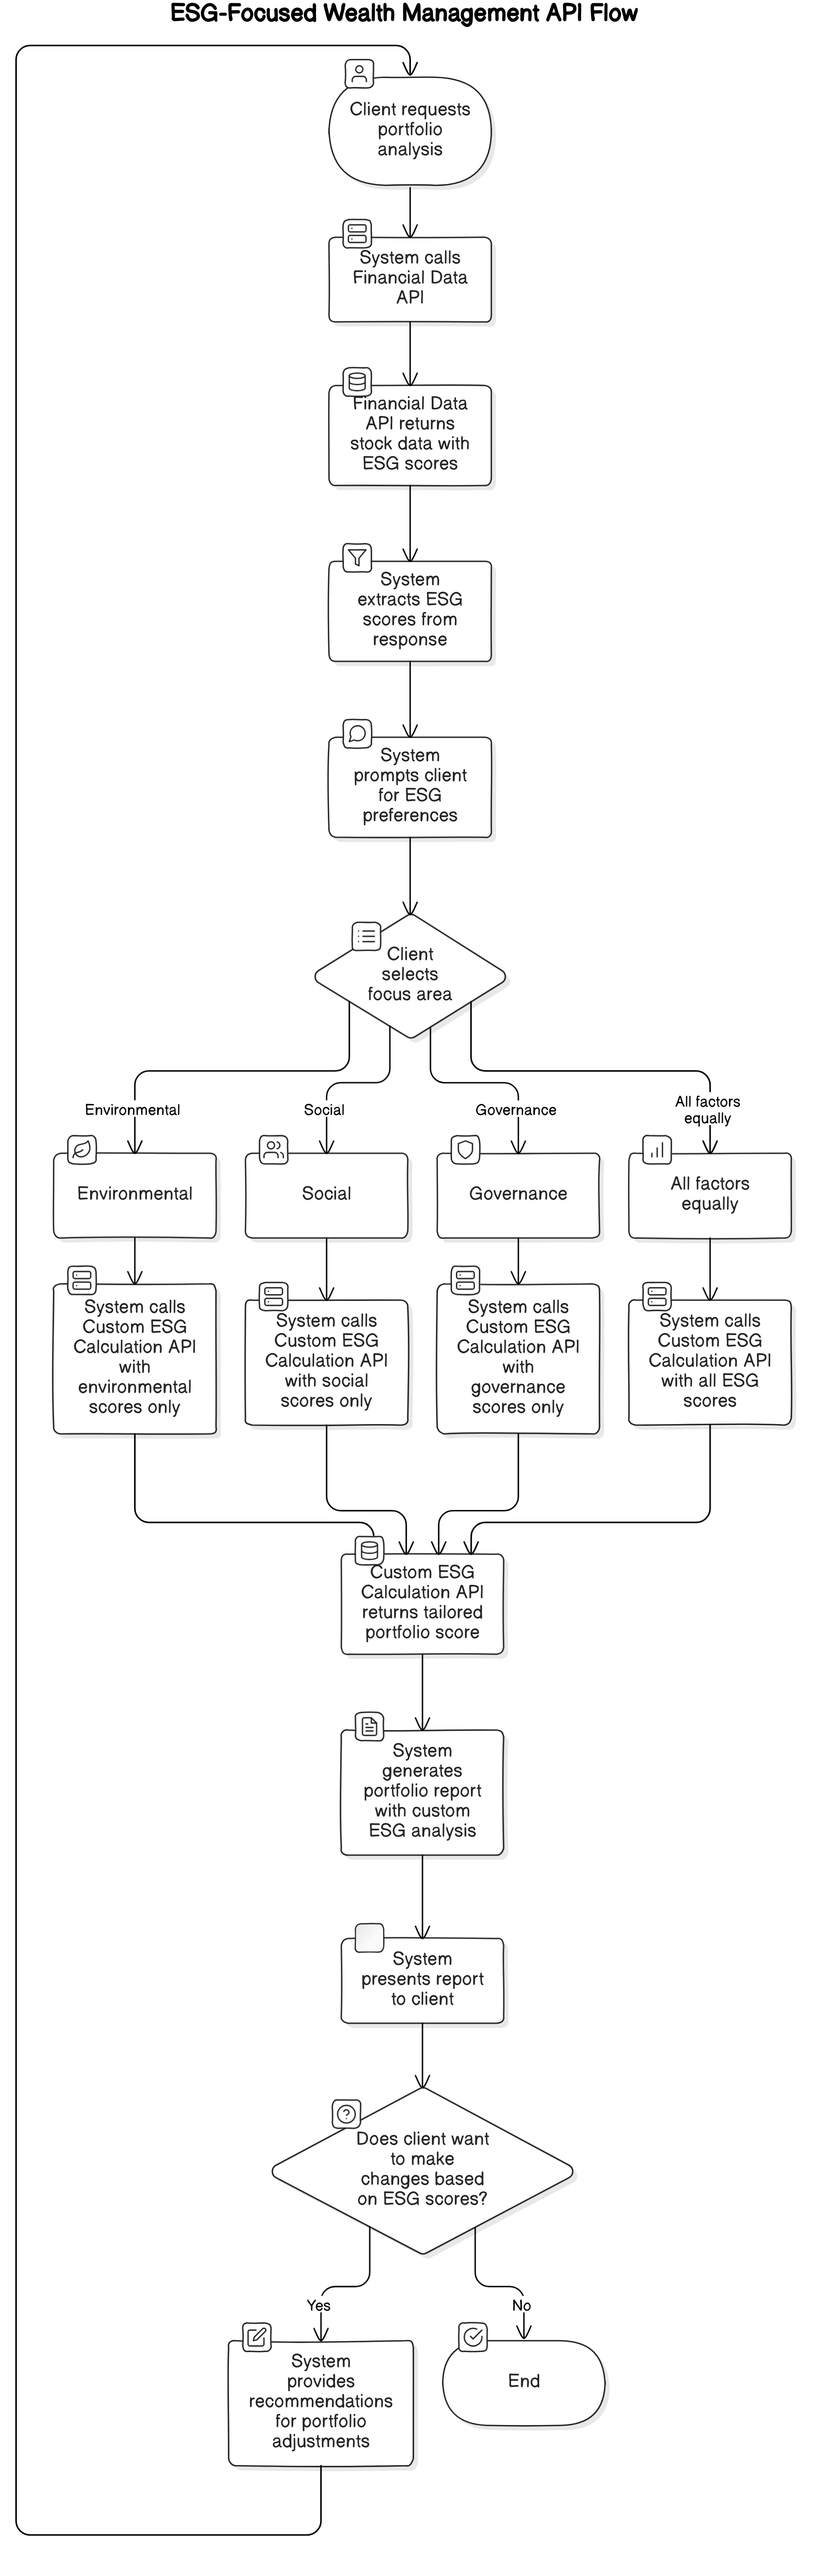 ESG-Focused Wealth Management API Flow
Client requests
portfolio
analysis
System calls
Financial Data
API
Financial Data
API returns
stock data with
ESG scores
System
extracts ESG
scores from
response
System
prompts client
for ESG
preferences
Client
selects
focus area
Environmental
Social
Governance
All factors
equally
Environmental
Social
Governance
All factors
equally
System calls
Custom ESG
Calculation API
with
environmental
scores only
System calls
Custom ESG
Calculation API
with social
scores only
System calls
Custom ESG
Calculation API
with
governance
scores only
System calls
Custom ESG
Calculation API
with all ESG
scores
Custom ESG
Calculation API
returns tailored
portfolio score
System
generates
portfolio report
with custom
ESG analysis
System
presents report
to client
Does client want
to make
changes based
on ESG scores?
Yes
No
System
provides
recommendations
for portfolio
adjustments
End